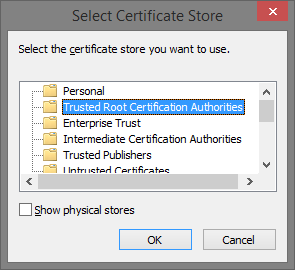 Select Certificate Store
Select the certificate store you want to use.
Personal
Trusted Root Certification Authorities
Enterprise Trust
Intermediate Certification Authorities
Trusted Publishers
Untrusted Certificates
Show physical stores
OK
Cancel